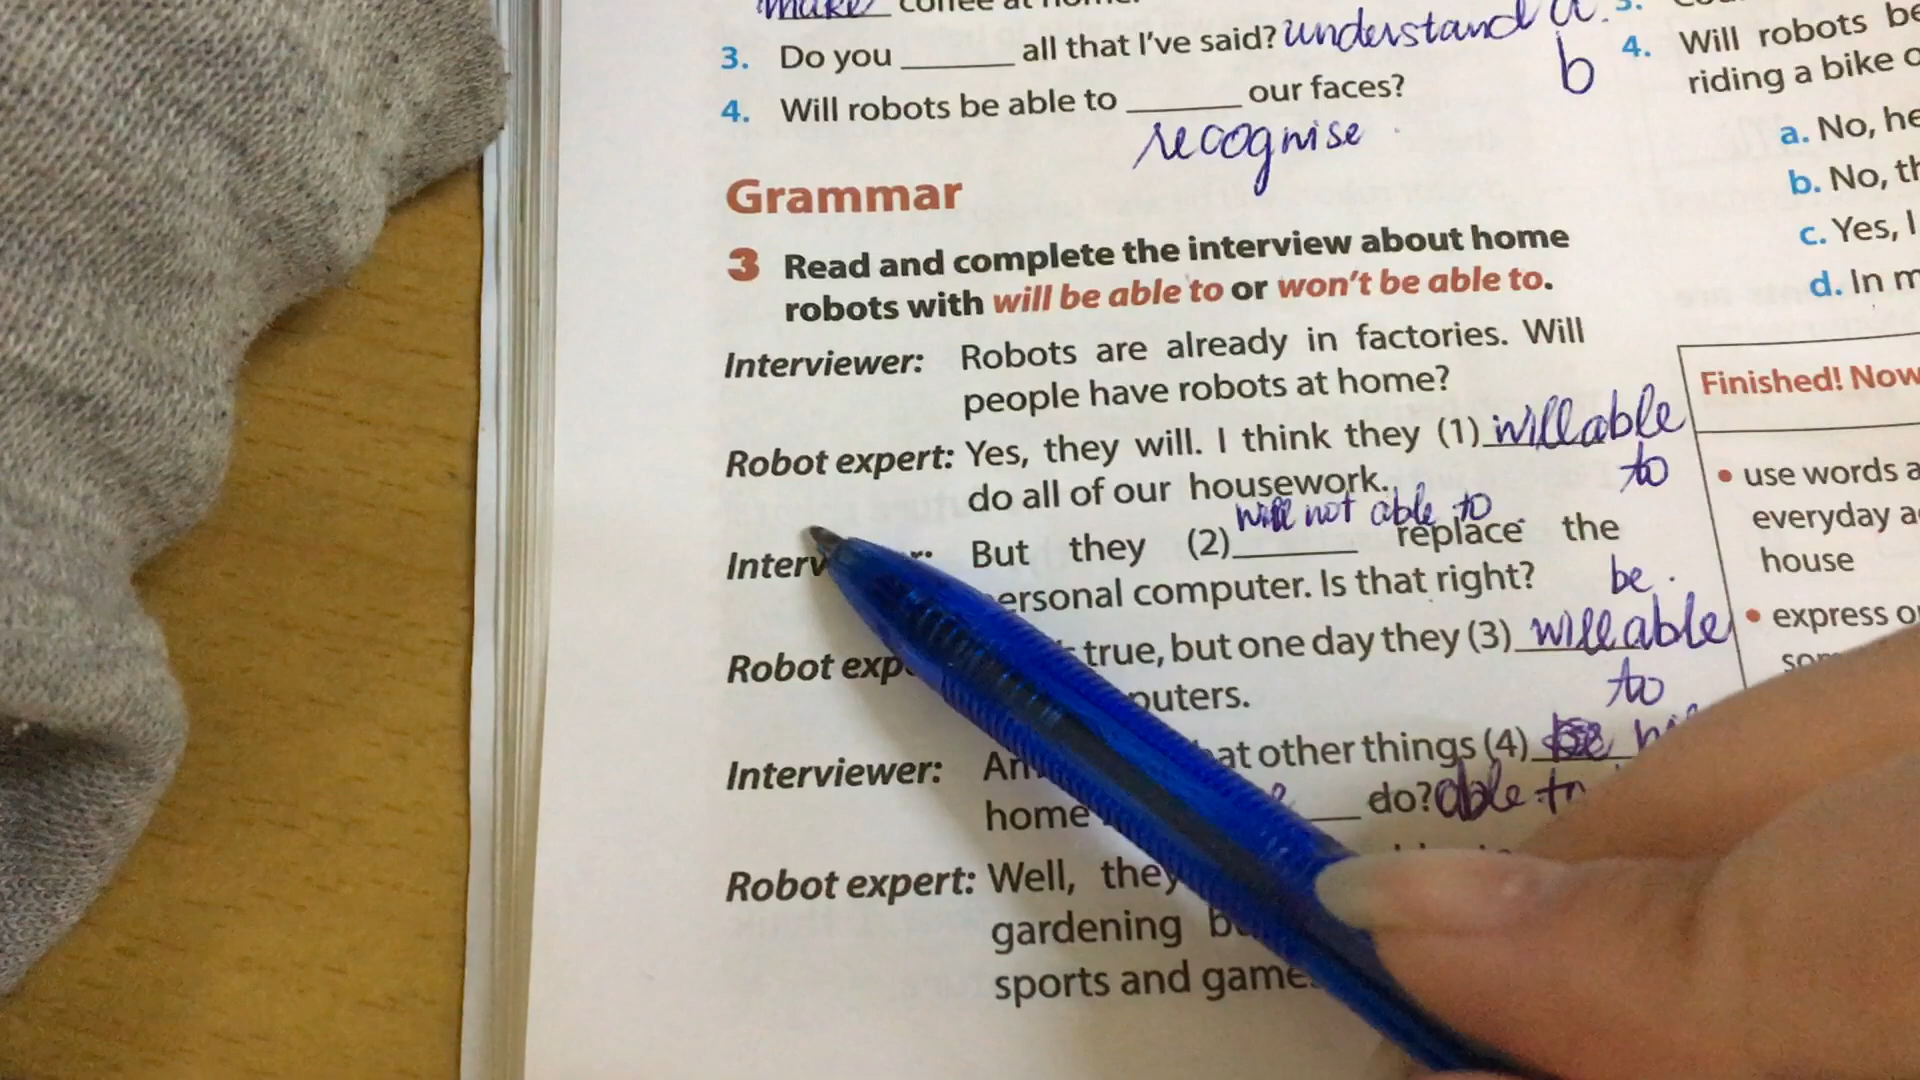 make coffee at home.
3. Do you ______ all that I've said? understand a.
4. Will robots be able to ______ our faces? b
recognise
Grammar
3 Read and complete the interview about home
robots with will be able to or won't be able to.
Interviewer: Robots are already in factories. Will
people have robots at home?
Robot expert: Yes, they will. I think they (1) will able
to
do all of our housework.
will not able to
But they (2)______ replace the
personal computer. Is that right?
be
true, but one day they (3) will able
to
Interviewer: other things (4)
home ___ do? able to
Robot expert: Well, they
gardening
sports and game
3.
4. Will robots be
riding a bike
a. No, he
b. No,
c. Yes, I
d. In
Finished! Now
• use words
everyday
house
• express